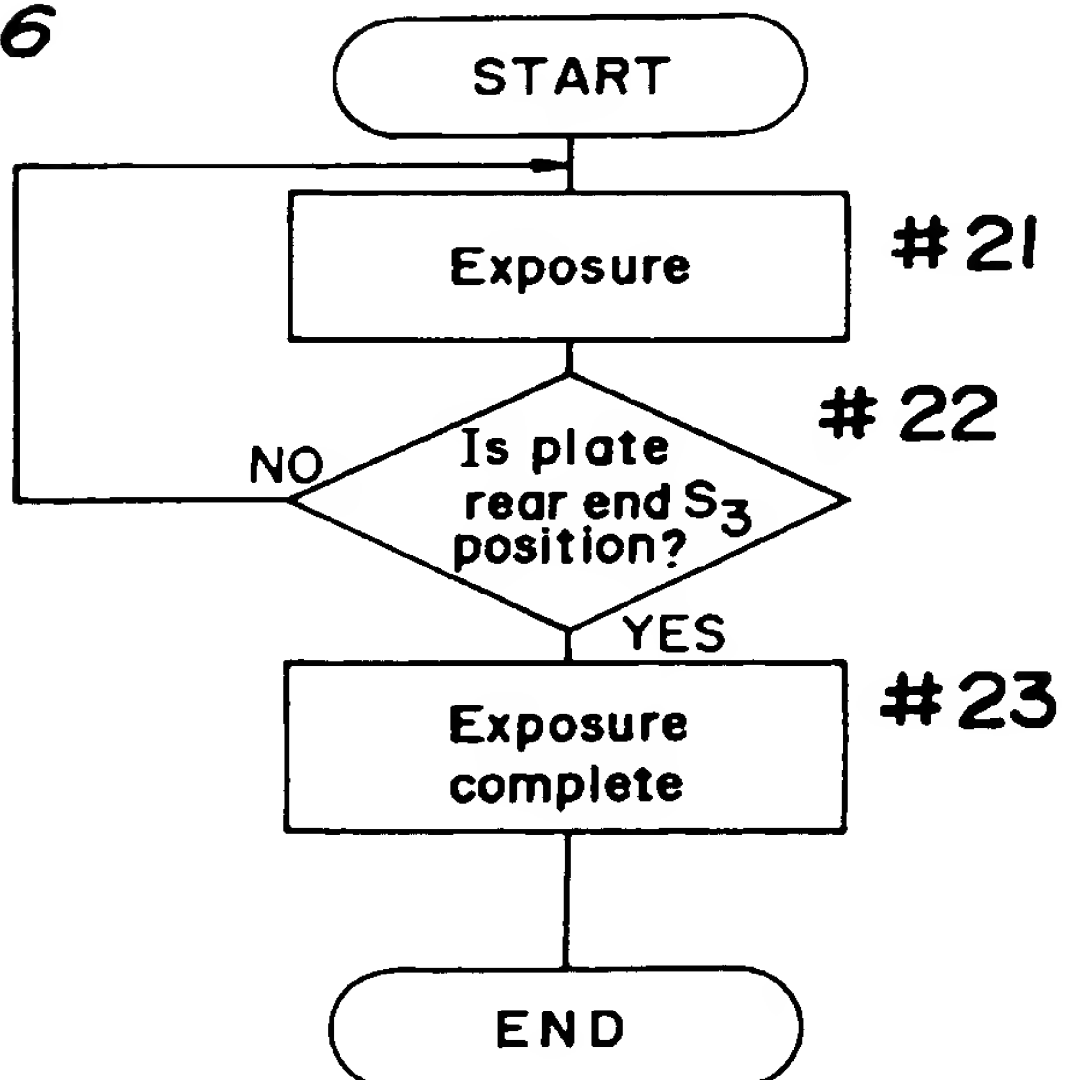 6
START
Exposure
#21
#22
NO
Is plate
rear end S₃
position?
YES
Exposure
complete
#23
END